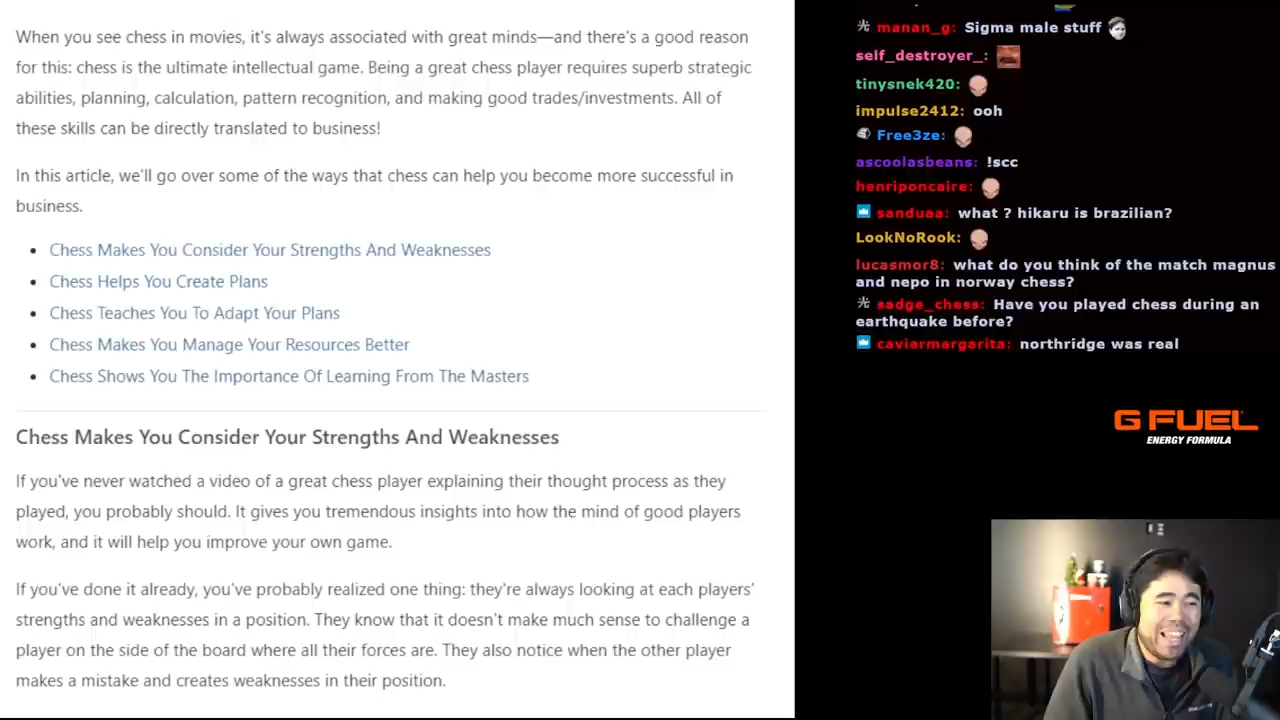 When you see chess in movies, it's always associated with great minds—and there's a good reason
for this: chess is the ultimate intellectual game. Being a great chess player requires superb strategic
abilities, planning, calculation, pattern recognition, and making good trades/investments. All of
these skills can be directly translated to business!
In this article, we'll go over some of the ways that chess can help you become more successful in
business.
• Chess Makes You Consider Your Strengths And Weaknesses
• Chess Helps You Create Plans
• Chess Teaches You To Adapt Your Plans
• Chess Makes You Manage Your Resources Better
• Chess Shows You The Importance Of Learning From The Masters
Chess Makes You Consider Your Strengths And Weaknesses
If you've never watched a video of a great chess player explaining their thought process as they
played, you probably should. It gives you tremendous insights into how the mind of good players
work, and it will help you improve your own game.
If you've done it already, you've probably realized one thing: they're always looking at each players'
strengths and weaknesses in a position. They know that it doesn't make much sense to challenge a
player on the side of the board where all their forces are. They also notice when the other player
makes a mistake and creates weaknesses in their position.
manan_g: Sigma male stuff
self_destroyer_:
tinysnek420:
impulse2412: ooh
Free3ze:
ascoolasbeans: !scc
henriponcaire:
sanduaa: what ? hikaru is brazilian?
LookNoRook:
lucasmor8: what do you think of the match magnus
and nepo in norway chess?
sadge_chess: Have you played chess during an
earthquake before?
caviarmargarita: northridge was real
G FUEL
ENERGY FORMULA